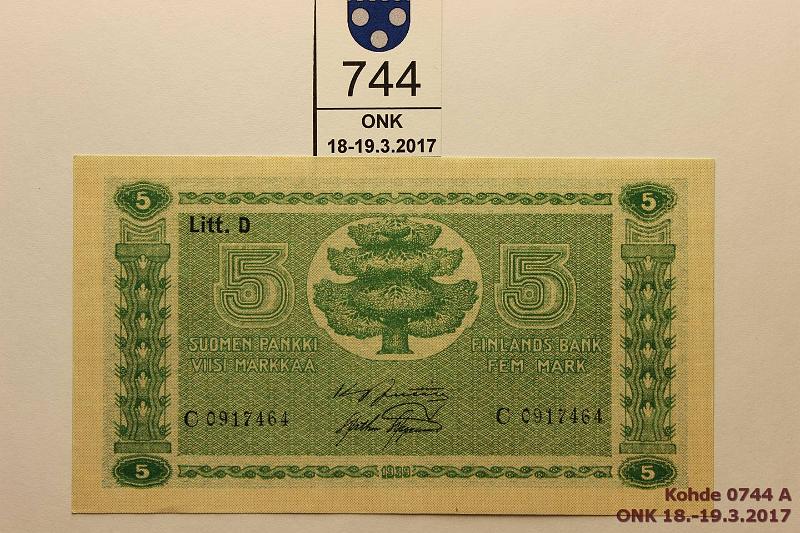 744
ONK
18-19.3.2017
5 5
Litt. D
5 5
SUOMEN PANKKI FINLANDS BANK
VIISI MARKKAA FEM MARK
C 0917464 C 0917464
5 1939 5
Kohde 0744 A
ONK 18.-19.3.2017